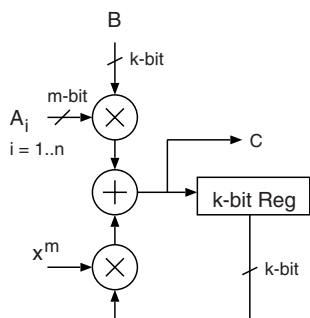 B
k-bit
m-bit
A_i
i = 1..n
C
k-bit Reg
x^m
k-bit